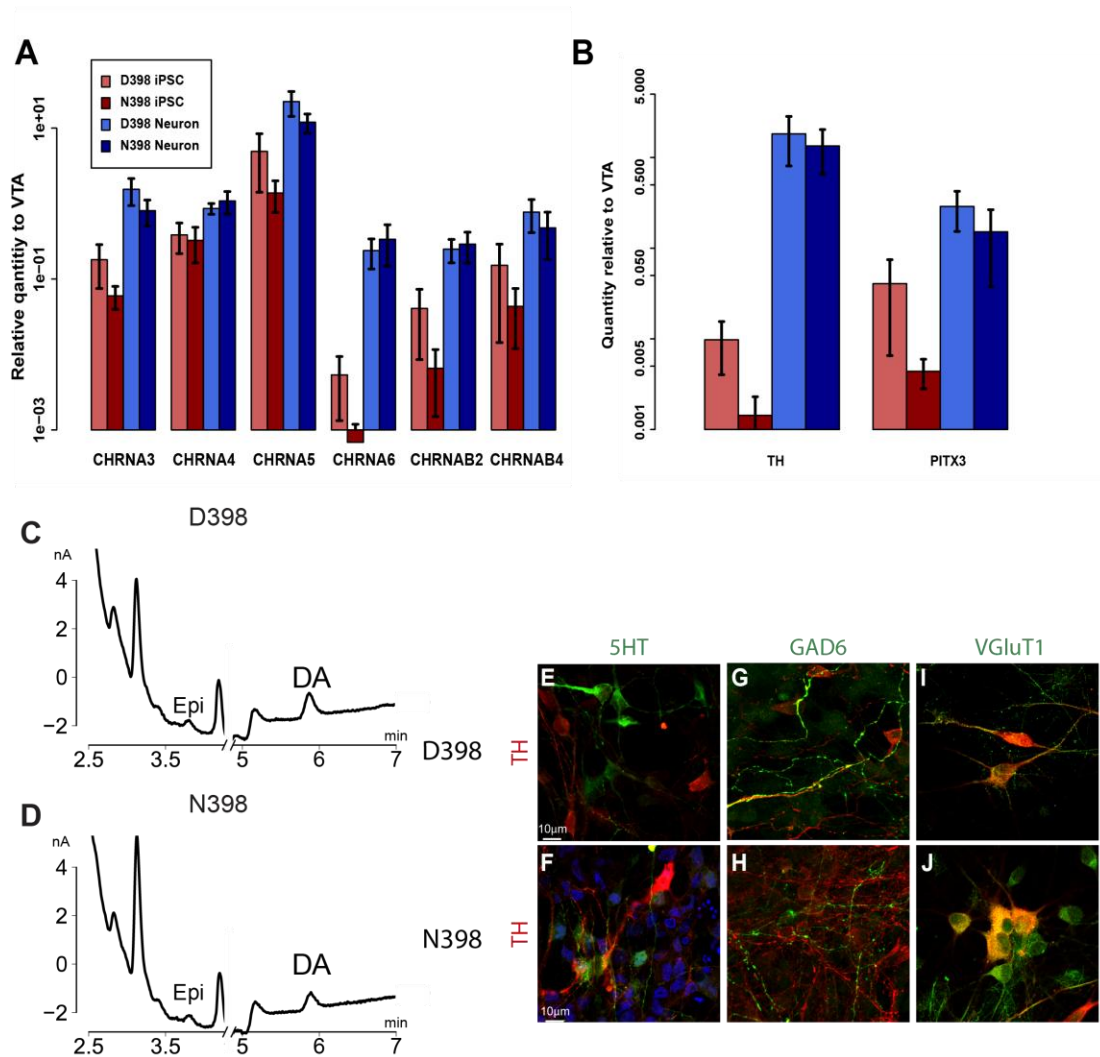 A
D398 iPSC
N398 iPSC
D398 Neuron
N398 Neuron
Relative qantitiy to VTA
1e+01
1e-01
1e-03
CHRNA3 CHRNA4 CHRNA5 CHRNA6 CHRNAB2 CHRNAB4
B
Quantity relative to VTA
5.000
0.500
0.050
0.005
0.001
TH PITX3
C
D398
nA
4
2
0
−2
Epi
DA
min
2.5 3.5 5 6 7
D
N398
nA
4
2
0
−2
Epi
DA
min
2.5 3.5 5 6 7
5HT GAD6 VGluT1
D398
TH
E
10μm
G
I
N398
TH
F
10μm
H
J